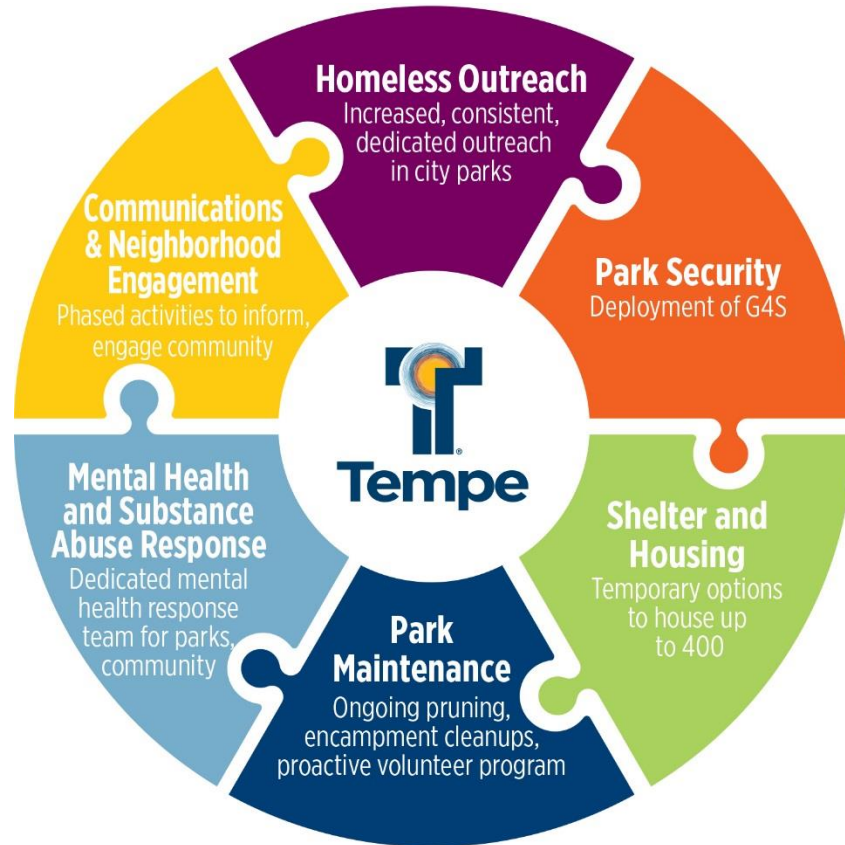 Homeless Outreach
Increased, consistent,
dedicated outreach
in city parks
Park Security
Deployment of G4S
Shelter and
Housing
Temporary options
to house up
to 400
Park
Maintenance
Ongoing pruning,
encampment cleanups,
proactive volunteer program
Mental Health
and Substance
Abuse Response
Dedicated mental
health response
team for parks,
community
Communications
& Neighborhood
Engagement
Phased activities to inform,
engage community
T®
Tempe